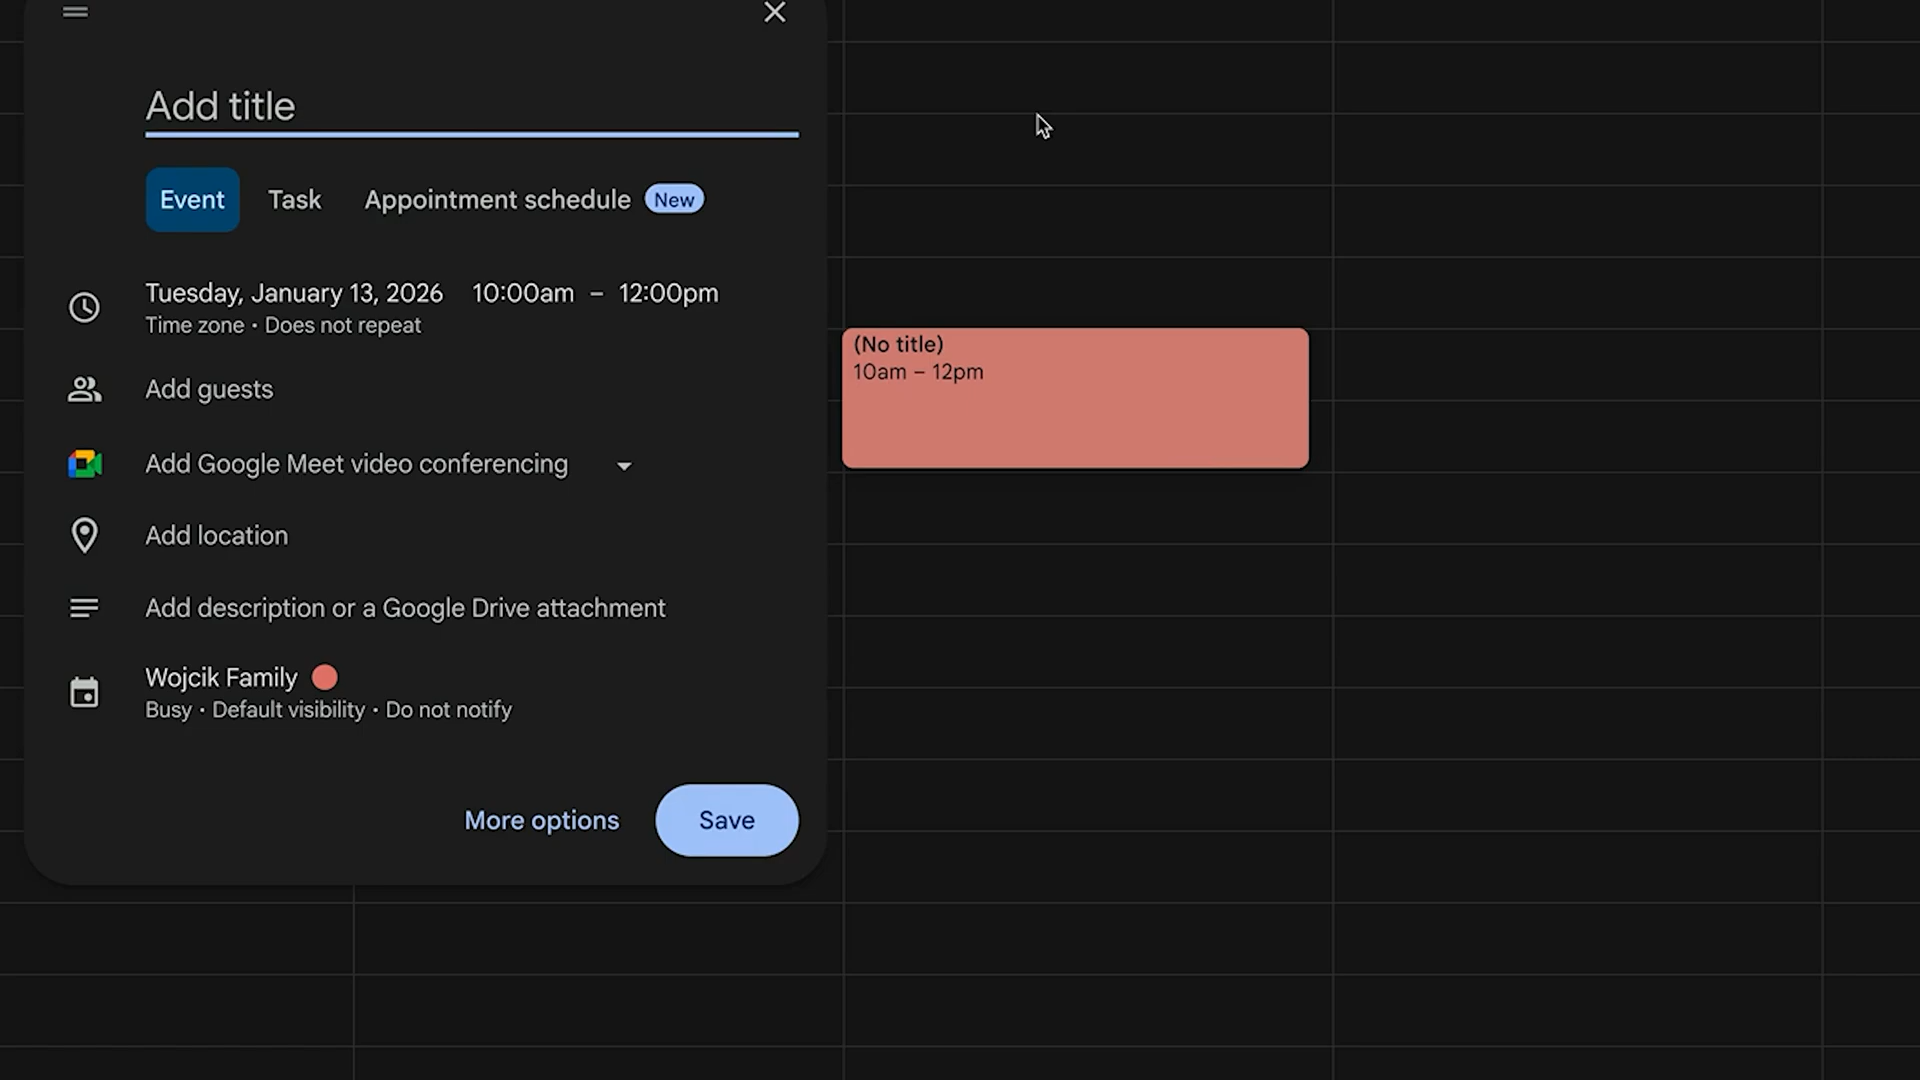 Add title
Event Task Appointment schedule New
Tuesday, January 13, 2026 10:00am – 12:00pm
Time zone • Does not repeat
Add guests
Add Google Meet video conferencing
Add location
Add description or a Google Drive attachment
Wojcik Family
Busy • Default visibility • Do not notify
More options Save
(No title)
10am – 12pm